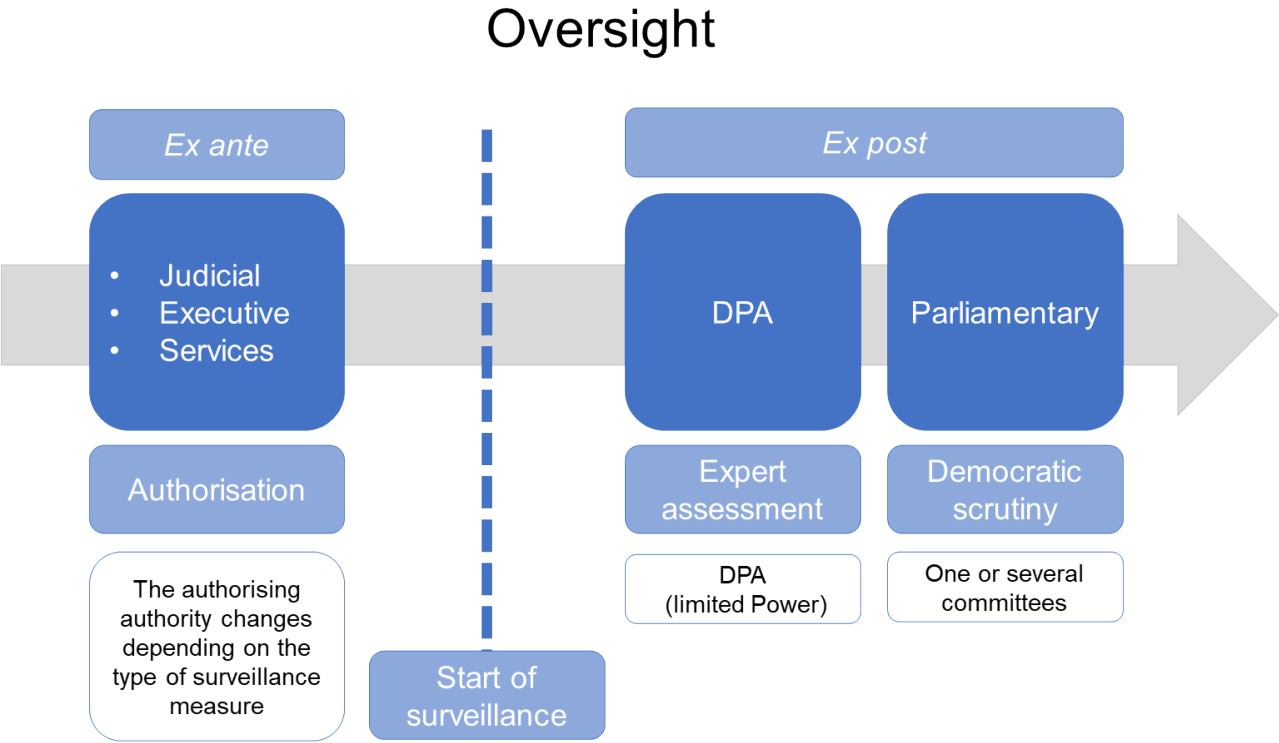 Oversight
Ex ante
Ex post
• Judicial
• Executive
• Services
DPA
Parliamentary
Authorisation
Expert
assessment
Democratic
scrutiny
The authorising
authority changes
depending on the
type of surveillance
measure
DPA
(limited Power)
One or several
committees
Start of
surveillance